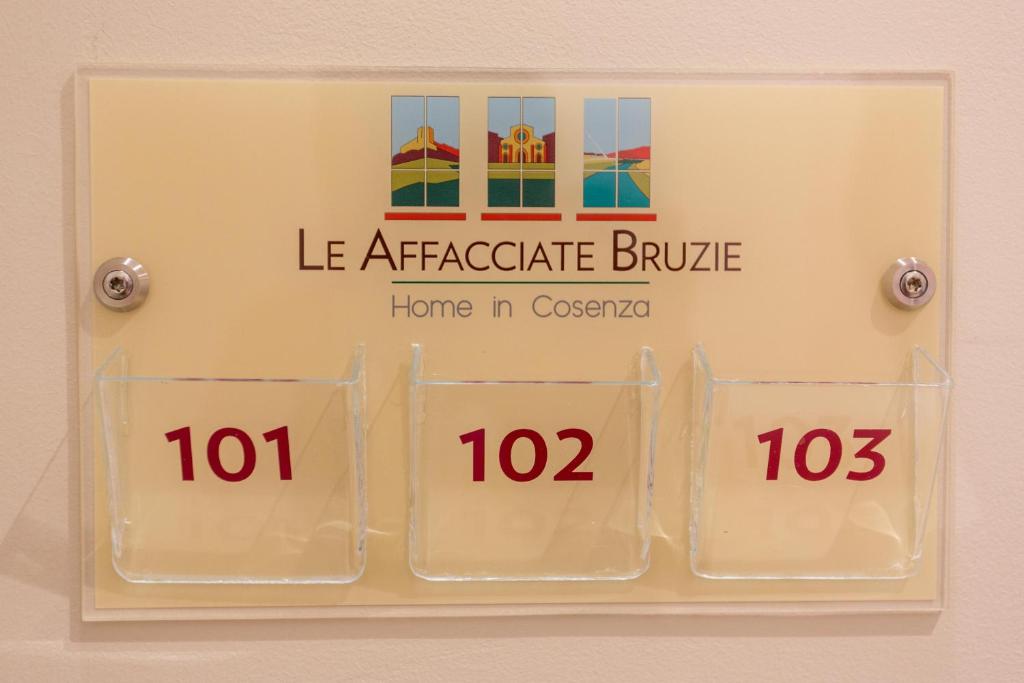 LE AFFACCIATE BRUZIE
Home in Cosenza
101 102 103